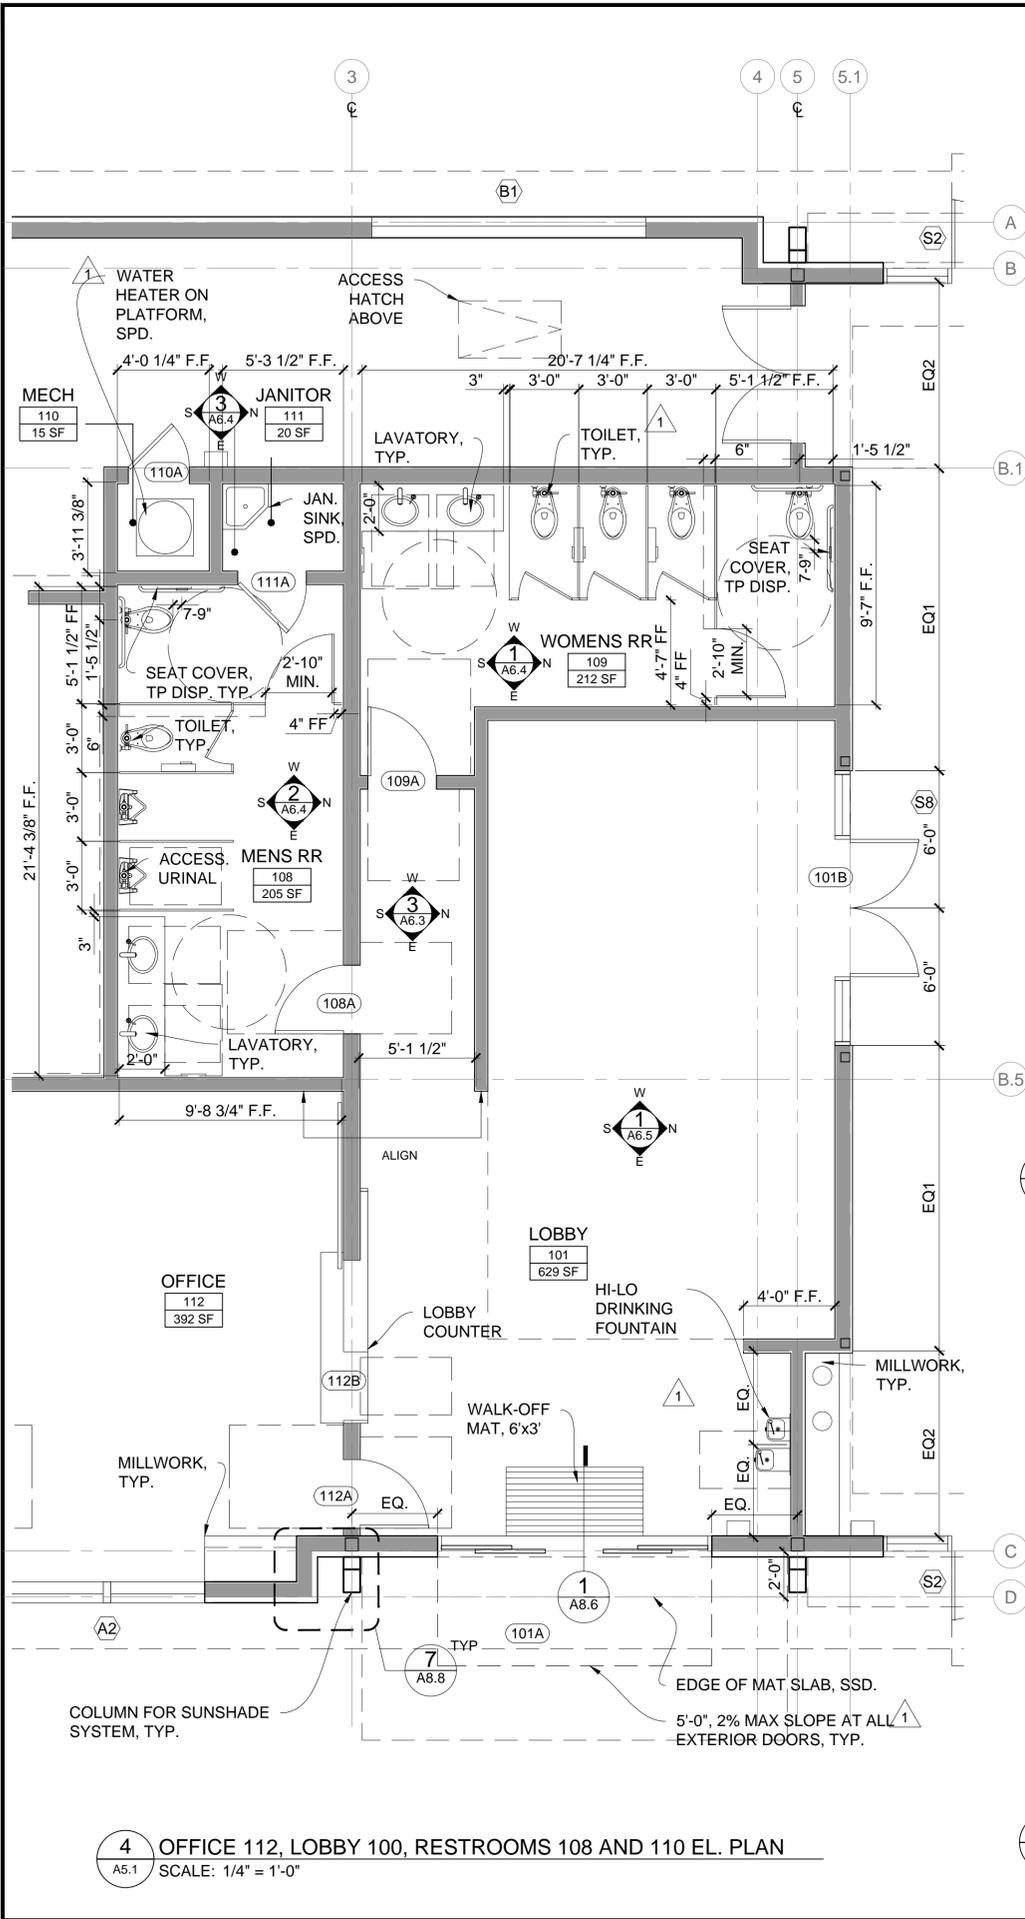 3
4
5
5.1
℄
℄
B1
A
S2
B
1
WATER
HEATER ON
PLATFORM,
SPD.
ACCESS
HATCH
ABOVE
4'-0 1/4" F.F.
5'-3 1/2" F.F.
20'-7 1/4" F.F.
EQ2
3"
3'-0"
3'-0"
3'-0"
5'-1 1/2" F.F.
MECH
110
15 SF
W
S
3
A6.4
N
E
JANITOR
111
20 SF
LAVATORY,
TYP.
TOILET,
TYP.
1
6"
1'-5 1/2"
110A
B.1
3'-11 3/8"
JAN.
SINK,
SPD.
2'-0"
SEAT
COVER,
TP DISP.
7-9"
9'-7" F.F.
EQ1
111A
7-9"
5'-1 1/2" FF
1'-5 1/2"
SEAT COVER,
TP DISP. TYP.
2'-10"
MIN.
4" FF
W
S
1
A6.4
N
E
WOMENS RR
109
212 SF
4'-7" FF
4" FF
2'-10"
MIN.
TOILET,
TYP.
3'-0"
6"
109A
W
S
2
A6.4
N
E
S8
6'-0"
3'-0"
21'-4 3/8" F.F.
ACCESS.
URINAL
MENS RR
108
205 SF
3'-0"
101B
W
S
3
A6.3
N
E
3"
6'-0"
108A
LAVATORY,
TYP.
2'-0"
5'-1 1/2"
B.5
9'-8 3/4" F.F.
ALIGN
W
S
1
A6.5
N
E
EQ1
LOBBY
101
629 SF
OFFICE
112
392 SF
LOBBY
COUNTER
HI-LO
DRINKING
FOUNTAIN
4'-0" F.F.
MILLWORK,
TYP.
112B
WALK-OFF
MAT, 6'x3'
1
EQ.
EQ.
EQ2
MILLWORK,
TYP.
112A
EQ.
EQ.
C
2'-0"
S2
D
1
A8.6
A2
101A
TYP
7
A8.8
EDGE OF MAT SLAB, SSD.
COLUMN FOR SUNSHADE
SYSTEM, TYP.
5'-0", 2% MAX SLOPE AT ALL
EXTERIOR DOORS, TYP.
1
4
A5.1
OFFICE 112, LOBBY 100, RESTROOMS 108 AND 110 EL. PLAN
SCALE: 1/4" = 1'-0"